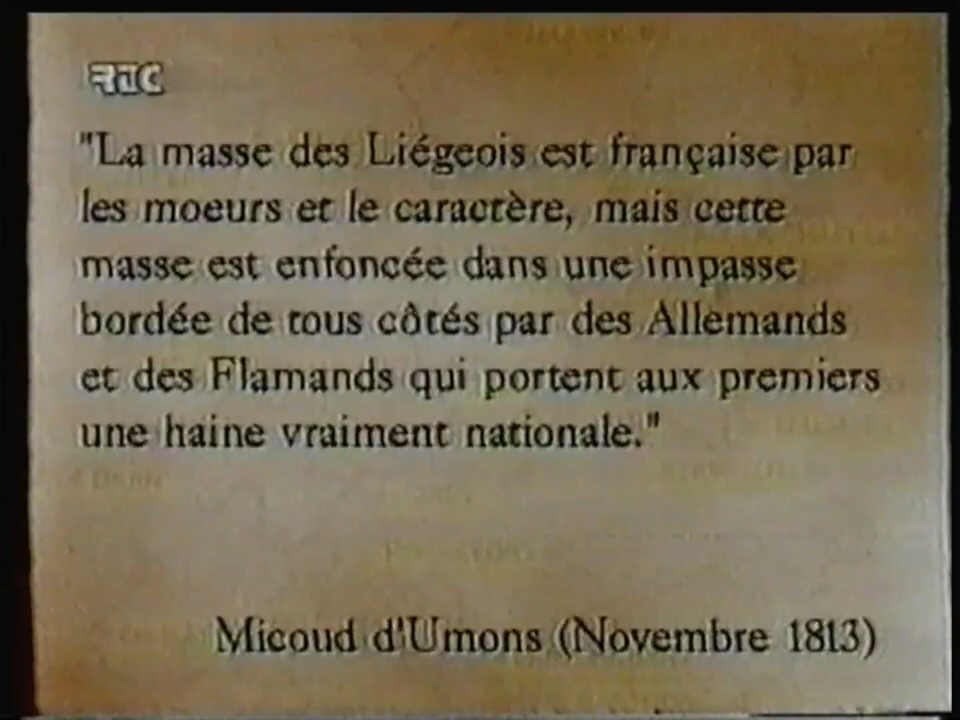 RTC
"La masse des Liégeois est française par
les moeurs et le caractère, mais cette
masse est enfoncée dans une impasse
bordée de tous côtés par des Allemands
et des Flamands qui portent aux premiers
une haine vraiment nationale."
Micoud d'Umons (Novembre 1813)